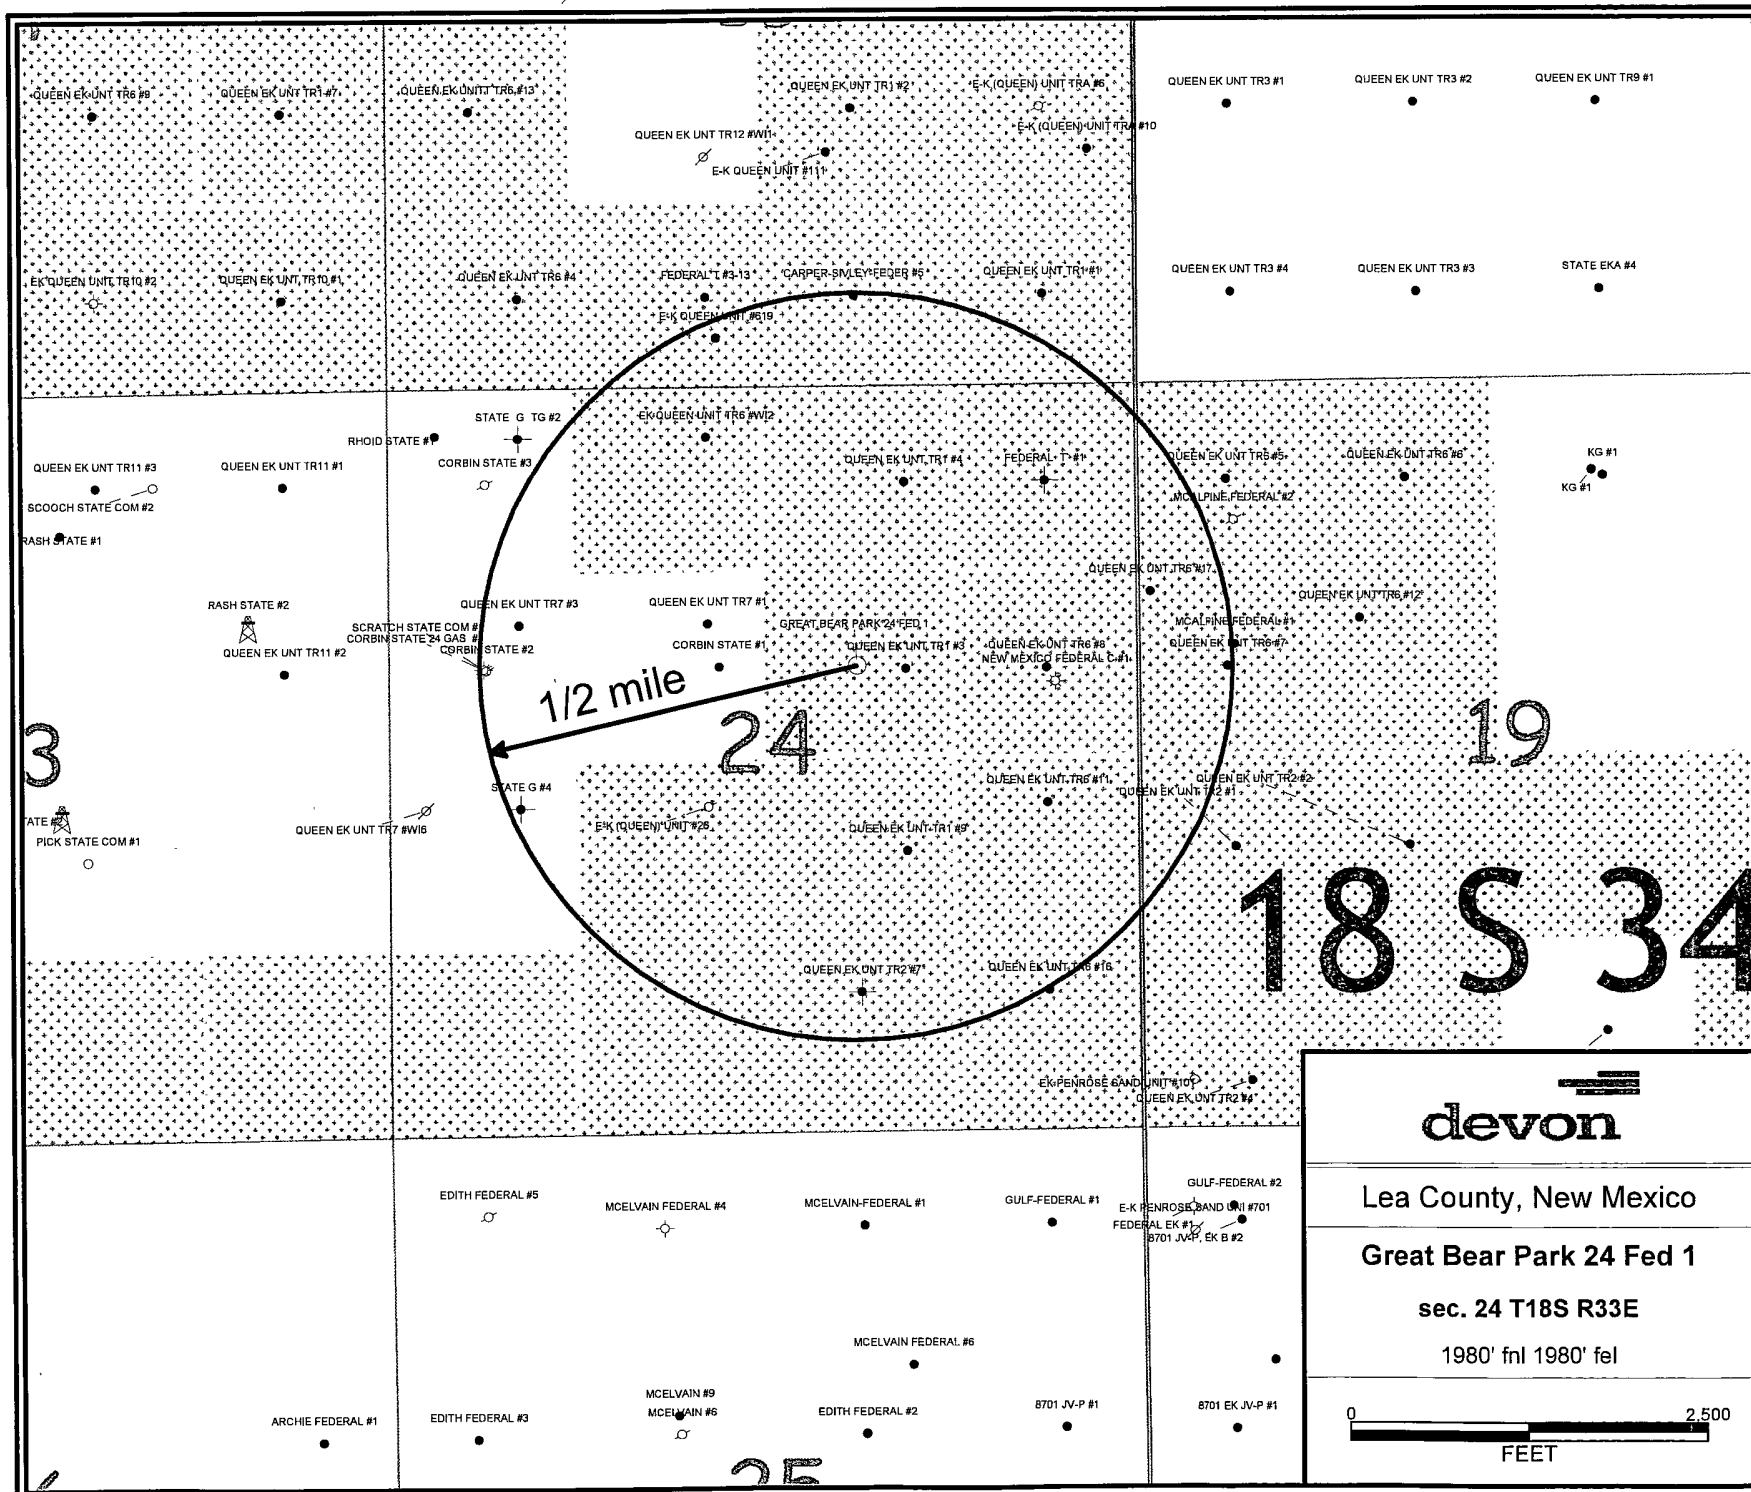 QUEEN EK UNT TR6 #9
QUEEN EK UNT TR1 #7
QUEEN EK UNIT TR6 #13
QUEEN EK UNT TR1 #2
E-K (QUEEN) UNIT TRA #6
QUEEN EK UNT TR3 #1
QUEEN EK UNT TR3 #2
QUEEN EK UNT TR9 #1
QUEEN EK UNT TR12 #WI1
E-K (QUEEN) UNIT TRA #10
E-K QUEEN UNIT #111
EK QUEEN UNIT TR10 #2
QUEEN EK UNT TR10 #1
QUEEN EK UNT TR6 #4
FEDERAL T #3-13
CARPER-SIVLEY FEDER #5
QUEEN EK UNT TR1 #1
QUEEN EK UNT TR3 #4
QUEEN EK UNT TR3 #3
STATE EKA #4
E-K QUEEN UNIT #619
STATE G TG #2
EK QUEEN UNIT TR6 #WI2
RHOID STATE #1
CORBIN STATE #3
QUEEN EK UNT TR11 #3
QUEEN EK UNT TR11 #1
QUEEN EK UNT TR1 #4
FEDERAL T #1
QUEEN EK UNT TR6 #5
QUEEN EK UNT TR6 #6
KG #1
KG #1
SCOOCH STATE COM #2
MCALPINE FEDERAL #2
RASH STATE #1
QUEEN EK UNT TR6 #17
RASH STATE #2
QUEEN EK UNT TR7 #3
QUEEN EK UNT TR7 #1
QUEEN EK UNT TR6 #12
SCRATCH STATE COM #
GREAT BEAR PARK 24 FED 1
MCALPINE FEDERAL #1
CORBIN STATE 24 GAS #
CORBIN STATE #2
CORBIN STATE #1
QUEEN EK UNT TR1 #3
QUEEN EK UNT TR6 #8
QUEEN EK UNT TR6 #7
QUEEN EK UNT TR11 #2
NEW MEXICO FEDERAL C #1
1/2 mile
3
24
19
STATE G #4
QUEEN EK UNT TR6 #11
QUEEN EK UNT TR2 #2
QUEEN EK UNT TR2 #1
TATE #2
QUEEN EK UNT TR7 #WI6
E-K (QUEEN) UNIT #26
QUEEN EK UNT TR1 #9
PICK STATE COM #1
18 S 34
QUEEN EK UNT TR2 #7
QUEEN EK UNT TR6 #16
EK PENROSE SAND UNIT #101
QUEEN EK UNT TR2 #4
EDITH FEDERAL #5
MCELVAIN FEDERAL #4
MCELVAIN-FEDERAL #1
GULF-FEDERAL #1
GULF-FEDERAL #2
E-K PENROSE SAND UNI #701
FEDERAL EK #1
8701 JV-P, EK B #2
MCELVAIN FEDERAL #6
MCELVAIN #9
MCELVAIN #6
ARCHIE FEDERAL #1
EDITH FEDERAL #3
EDITH FEDERAL #2
8701 JV-P #1
8701 EK JV-P #1
25
devon
Lea County, New Mexico
Great Bear Park 24 Fed 1
sec. 24 T18S R33E
1980' fnl 1980' fel
0 2,500
FEET